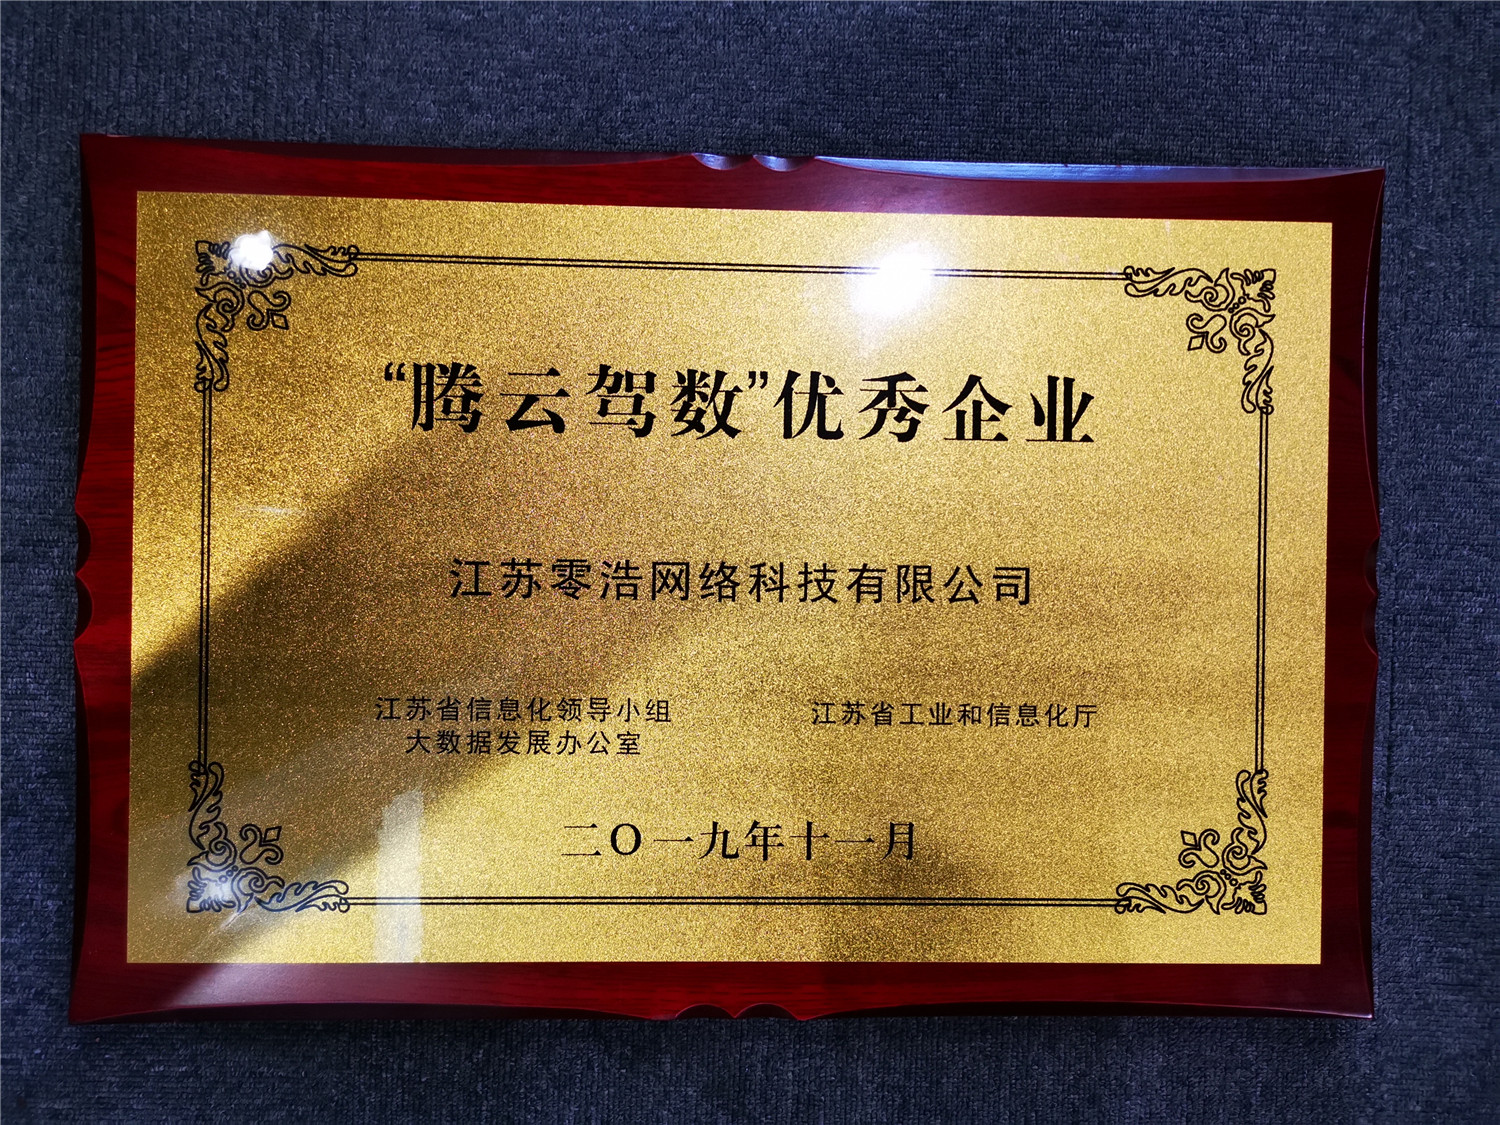 “腾云驾数”优秀企业
江苏零浩网络科技有限公司
江苏省信息化领导小组
大数据发展办公室
江苏省工业和信息化厅
二〇一九年十一月